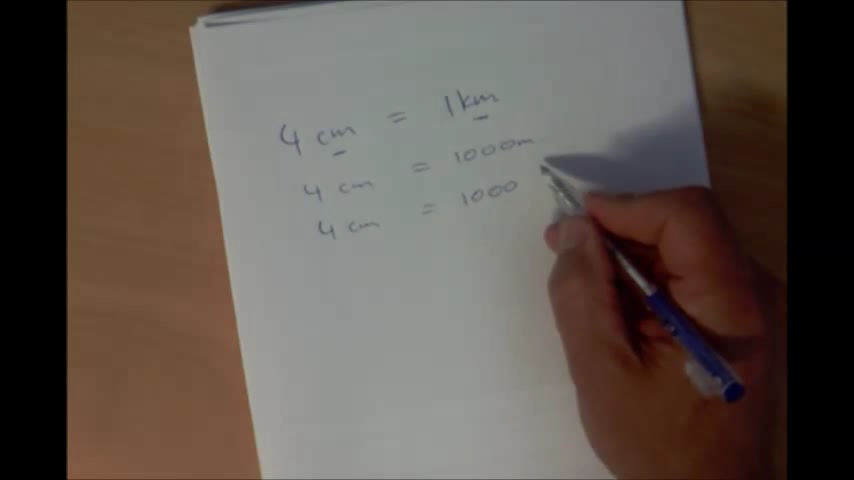 4 cm = 1km
4 cm = 1000m.
4 cm = 1000